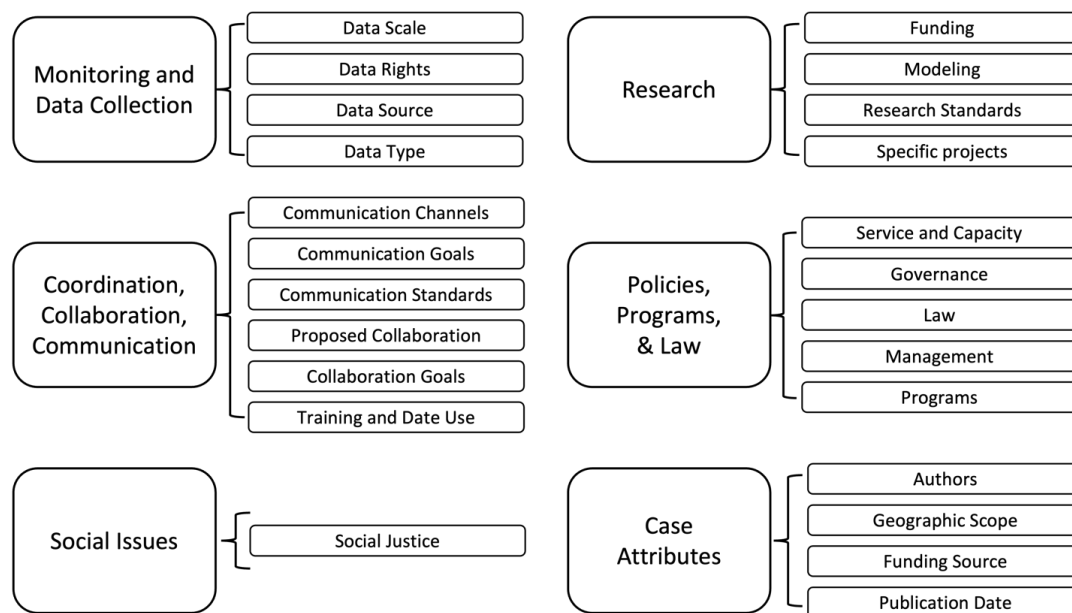 Monitoring and
Data Collection
Data Scale
Data Rights
Data Source
Data Type
Research
Funding
Modeling
Research Standards
Specific projects
Coordination,
Collaboration,
Communication
Communication Channels
Communication Goals
Communication Standards
Proposed Collaboration
Collaboration Goals
Training and Date Use
Policies,
Programs,
& Law
Service and Capacity
Governance
Law
Management
Programs
Social Issues
Social Justice
Case
Attributes
Authors
Geographic Scope
Funding Source
Publication Date